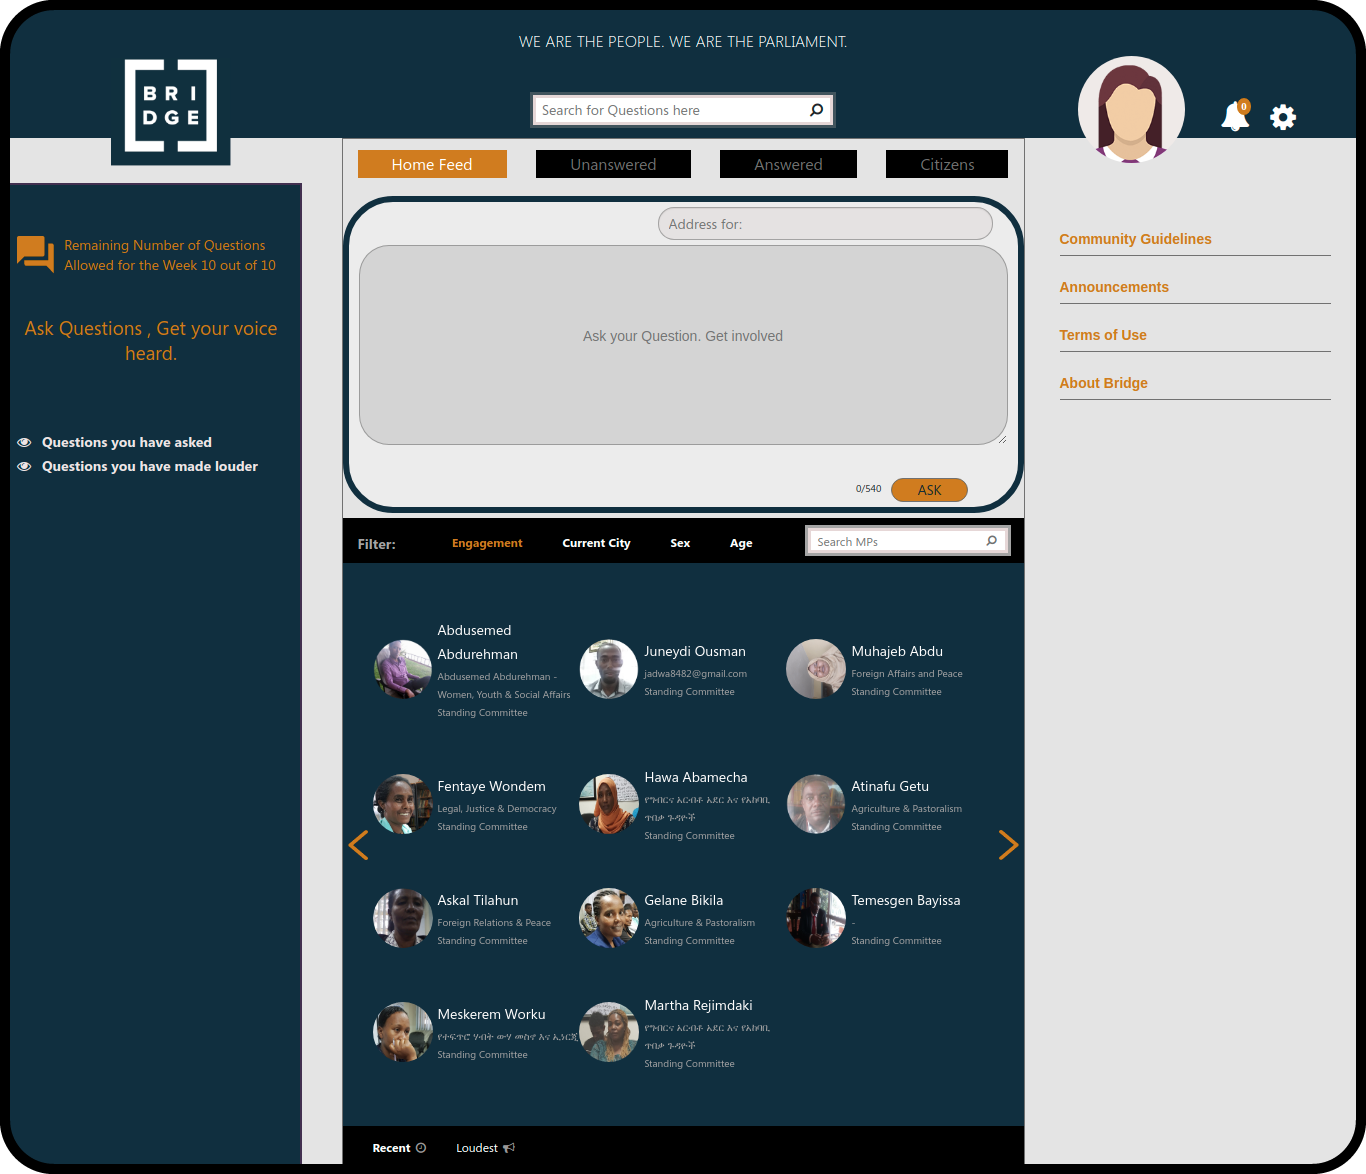 WE ARE THE PEOPLE. WE ARE THE PARLIAMENT.
BRI
DGE
Search for Questions here
0
Home Feed
Unanswered
Answered
Citizens
Remaining Number of Questions
Allowed for the Week 10 out of 10
Ask Questions , Get your voice
heard.
Questions you have asked
Questions you have made louder
Address for:
Ask your Question. Get involved
0/540
ASK
Community Guidelines
Announcements
Terms of Use
About Bridge
Filter:
Engagement
Current City
Sex
Age
Search MPs
Abdusemed
Abdurehman
Abdusemed Abdurehman -
Women, Youth & Social Affairs
Standing Committee
Juneydi Ousman
jadwa8482@gmail.com
Standing Committee
Muhajeb Abdu
Foreign Affairs and Peace
Standing Committee
Fentaye Wondem
Legal, Justice & Democracy
Standing Committee
Hawa Abamecha
የግብርና አርብቶ አደር እና የአከባቢ
ጥበቃ ጉዳዮች
Standing Committee
Atinafu Getu
Agriculture & Pastoralism
Standing Committee
Askal Tilahun
Foreign Relations & Peace
Standing Committee
Gelane Bikila
Agriculture & Pastoralism
Standing Committee
Temesgen Bayissa
-
Standing Committee
Meskerem Worku
የተፍጥሮ ሃብት ውሃ መስኖ እና ኢነርጂ
Standing Committee
Martha Rejimdaki
የግብርና አርብቶ አደር እና የአከባቢ
ጥበቃ ጉዳዮች
Standing Committee
Recent
Loudest